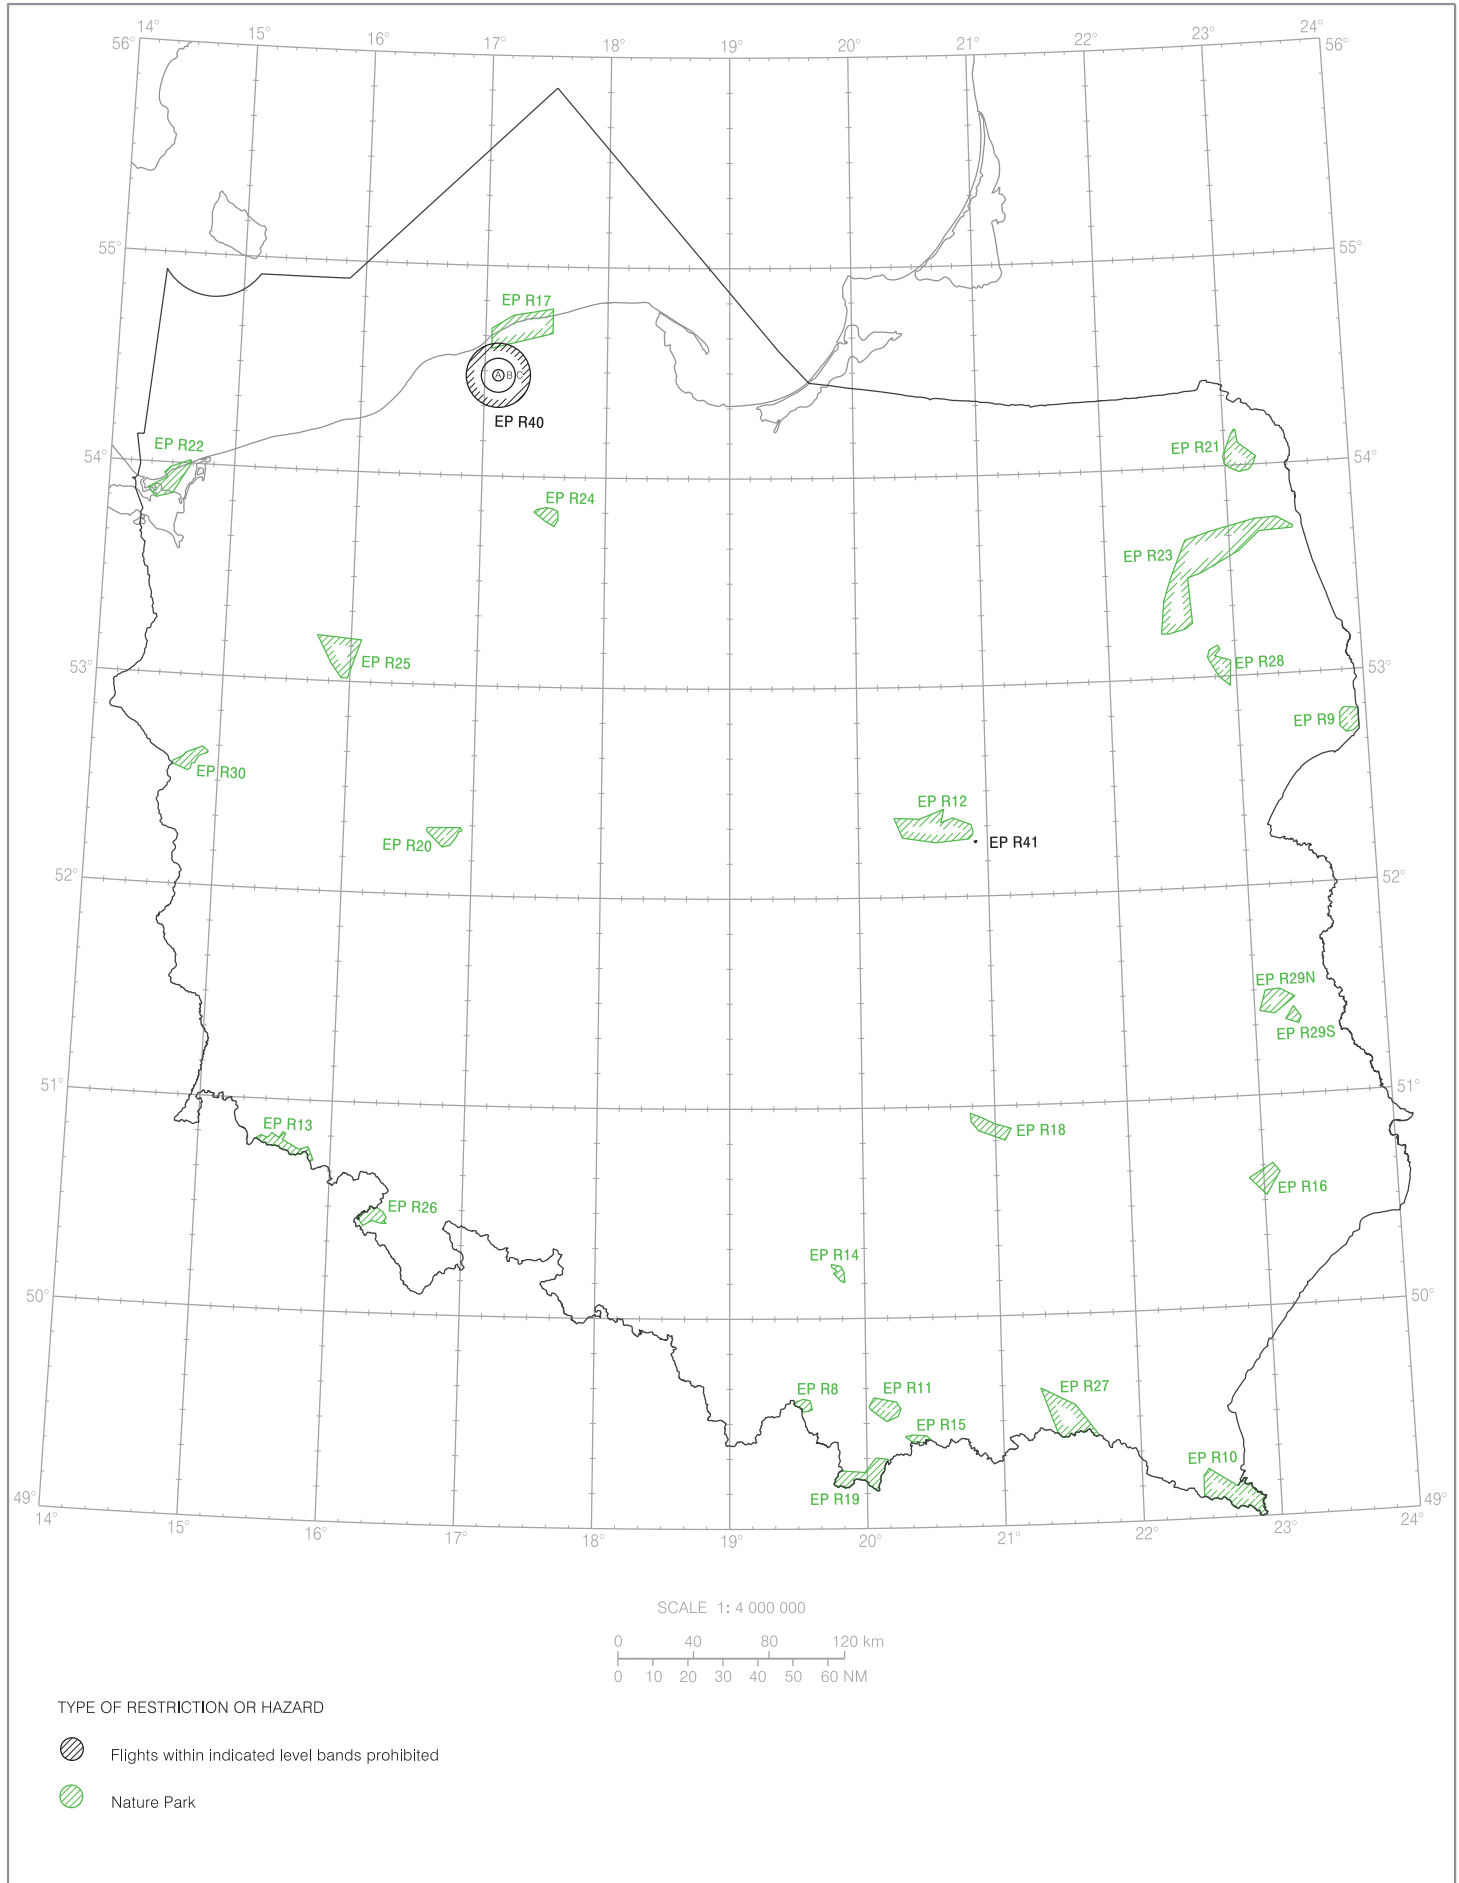 14°
15°
16°
17°
18°
19°
20°
21°
22°
23°
24°
56°
56°
55°
55°
EP R17
A B C
EP R40
EP R22
EP R21
54°
54°
EP R24
EP R23
EP R25
EP R28
53°
53°
EP R9
EP R30
EP R12
EP R20
EP R41
52°
52°
EP R29N
EP R29S
51°
51°
EP R13
EP R18
EP R16
EP R26
EP R14
50°
50°
EP R8
EP R11
EP R27
EP R15
EP R10
EP R19
49°
49°
14°
15°
16°
17°
18°
19°
20°
21°
22°
23°
24°
SCALE 1: 4 000 000
0 40 80 120 km
0 10 20 30 40 50 60 NM
TYPE OF RESTRICTION OR HAZARD
Flights within indicated level bands prohibited
Nature Park